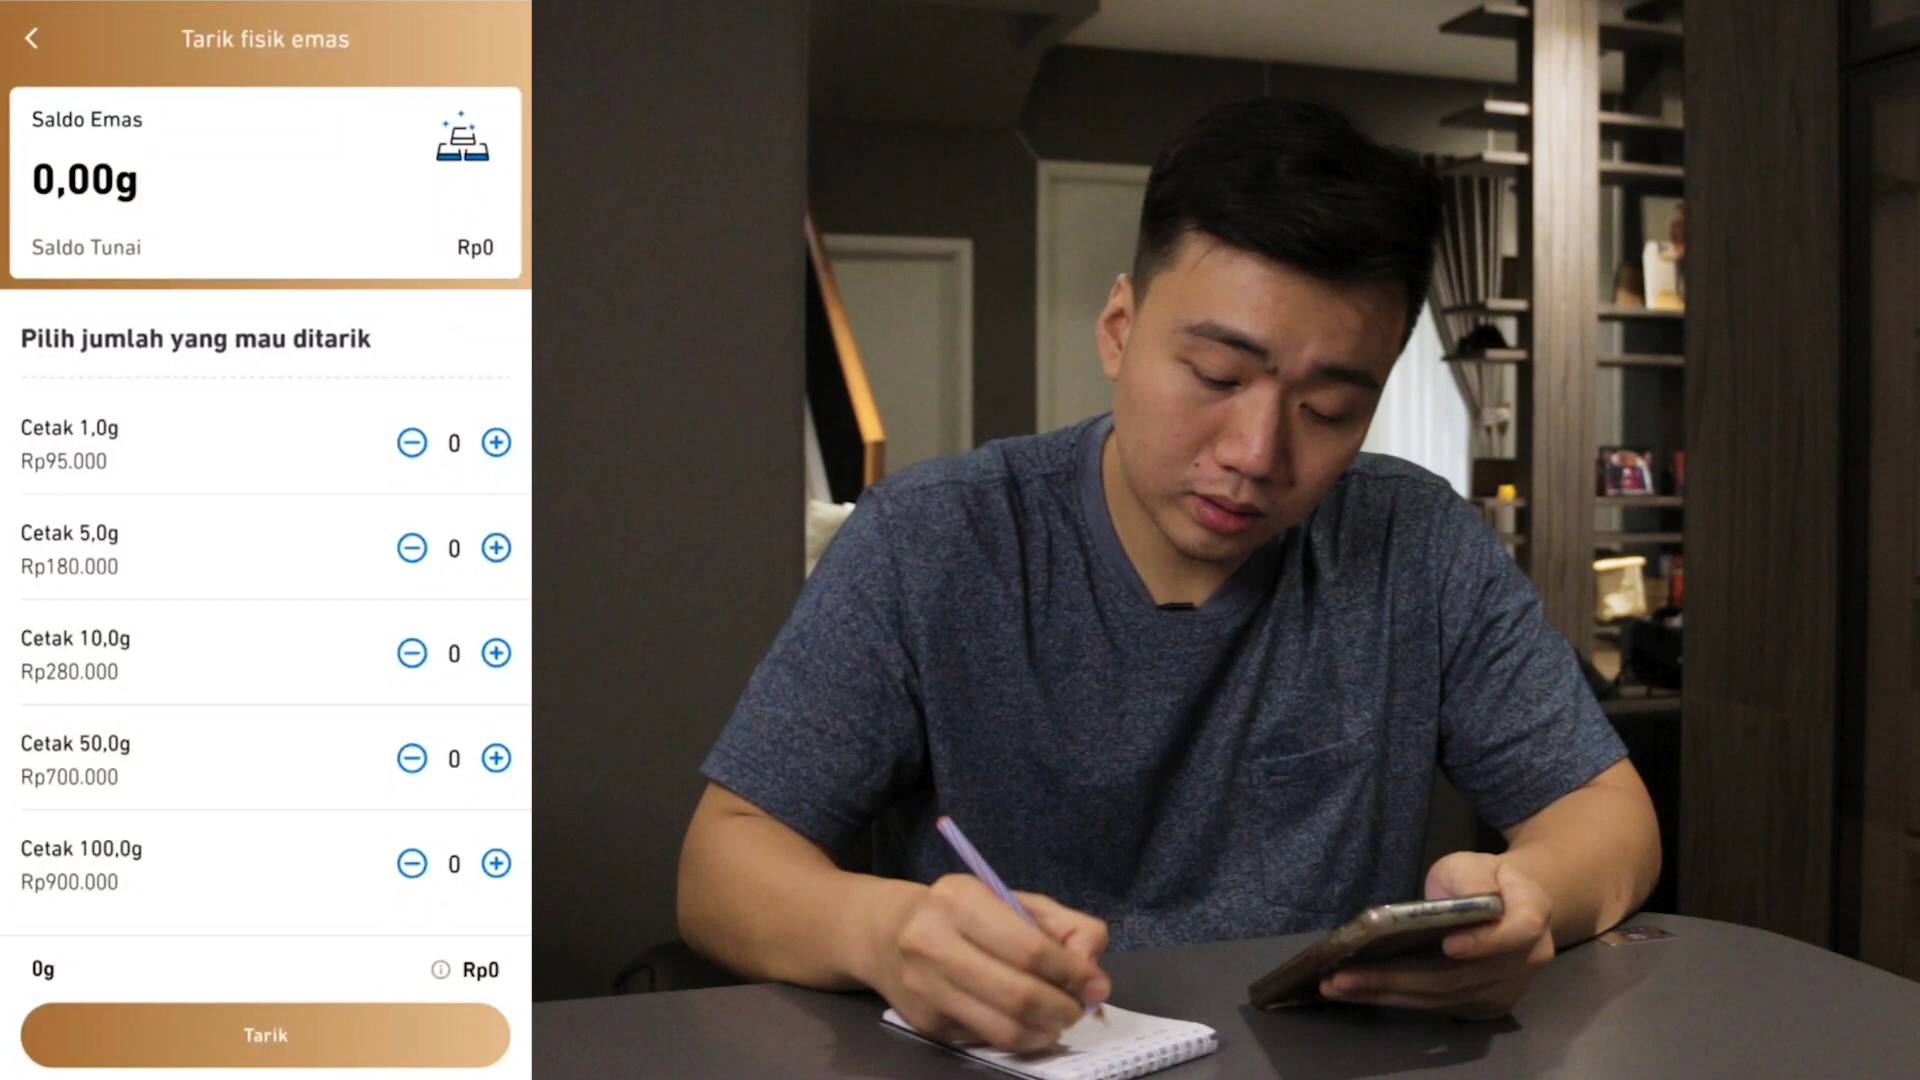 Tarik fisik emas
Saldo Emas
0,00g
Saldo Tunai Rp0
Pilih jumlah yang mau ditarik
Cetak 1,0g
Rp95.000
0
Cetak 5,0g
Rp180.000
0
Cetak 10,0g
Rp280.000
0
Cetak 50,0g
Rp700.000
0
Cetak 100,0g
Rp900.000
0
0g Rp0
Tarik